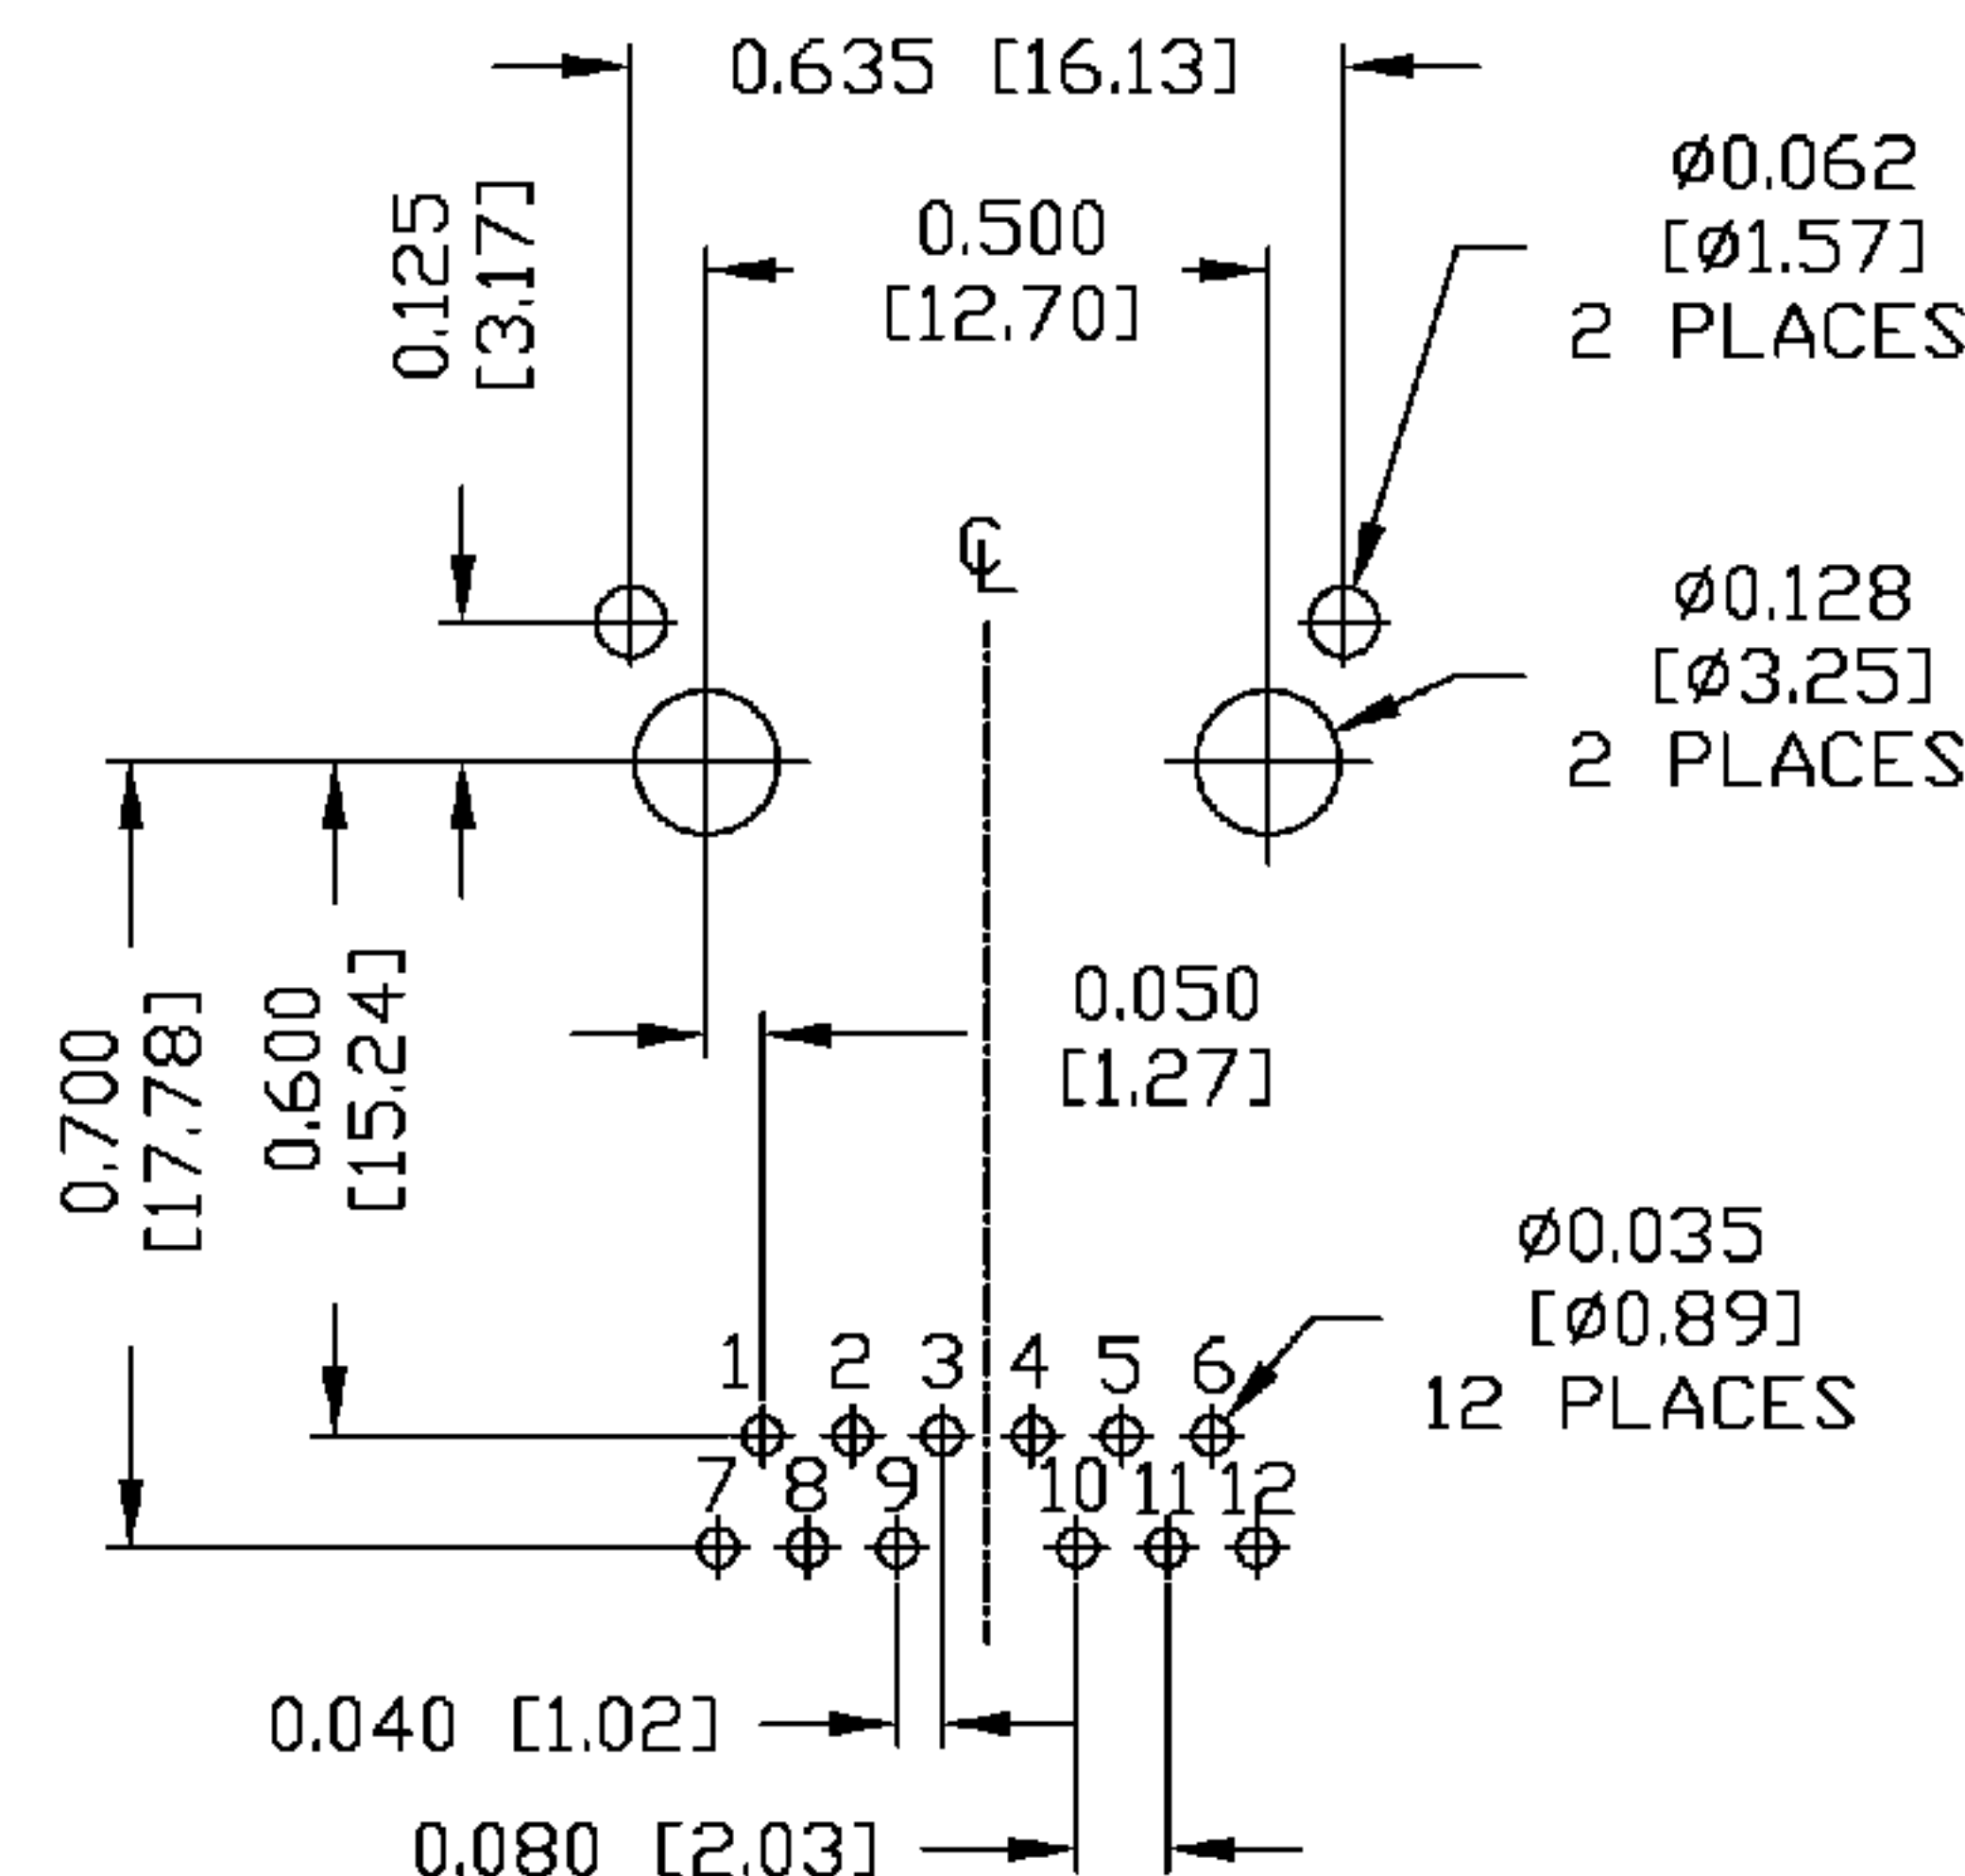 0.635 [16.13]
Ø0.062
[Ø1.57]
2 PLACES
0.125
[3.17]
0.500
[12.70]
℄
Ø0.128
[Ø3.25]
2 PLACES
0.700
[17.78]
0.600
[15.24]
0.050
[1.27]
Ø0.035
[Ø0.89]
12 PLACES
1 2 3 4 5 6
7 8 9 10 11 12
0.040 [1.02]
0.080 [2.03]